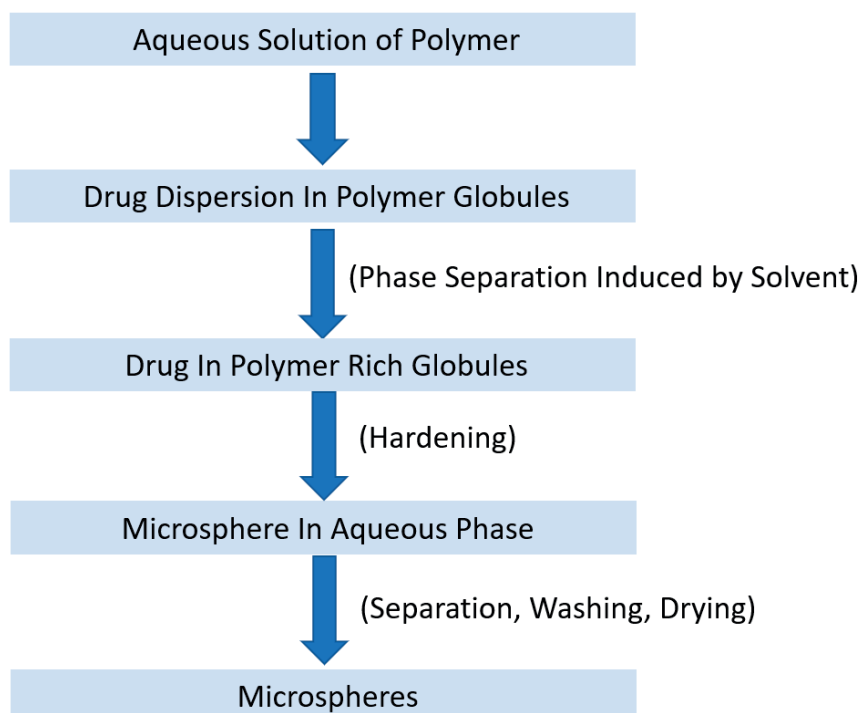 Aqueous Solution of Polymer
Drug Dispersion In Polymer Globules
(Phase Separation Induced by Solvent)
Drug In Polymer Rich Globules
(Hardening)
Microsphere In Aqueous Phase
(Separation, Washing, Drying)
Microspheres